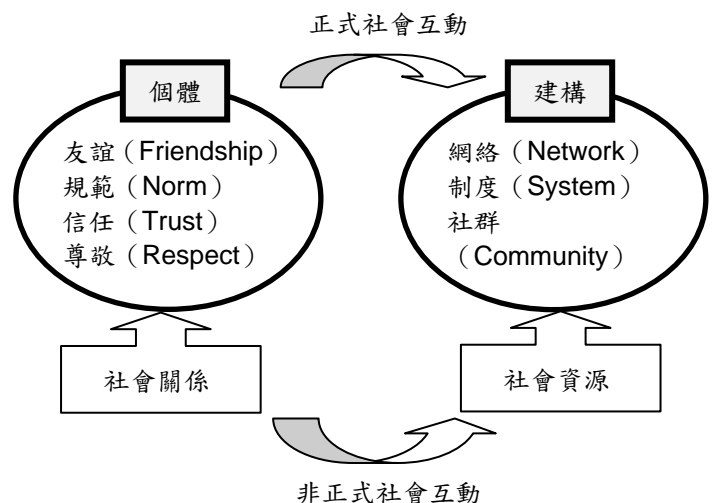 正式社會互動
個體
友誼（Friendship）
規範（Norm）
信任（Trust）
尊敬（Respect）
建構
網絡（Network）
制度（System）
社群
（Community）
社會關係
社會資源
非正式社會互動